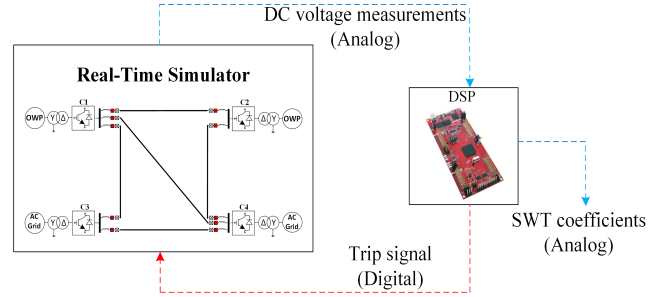 DC voltage measurements
(Analog)
Real-Time Simulator
DSP
C1
C2
OWP
Y
Δ
Δ
Y
OWP
C3
C4
AC
Grid
Y
Δ
Δ
Y
AC
Grid
SWT coefficients
(Analog)
Trip signal
(Digital)